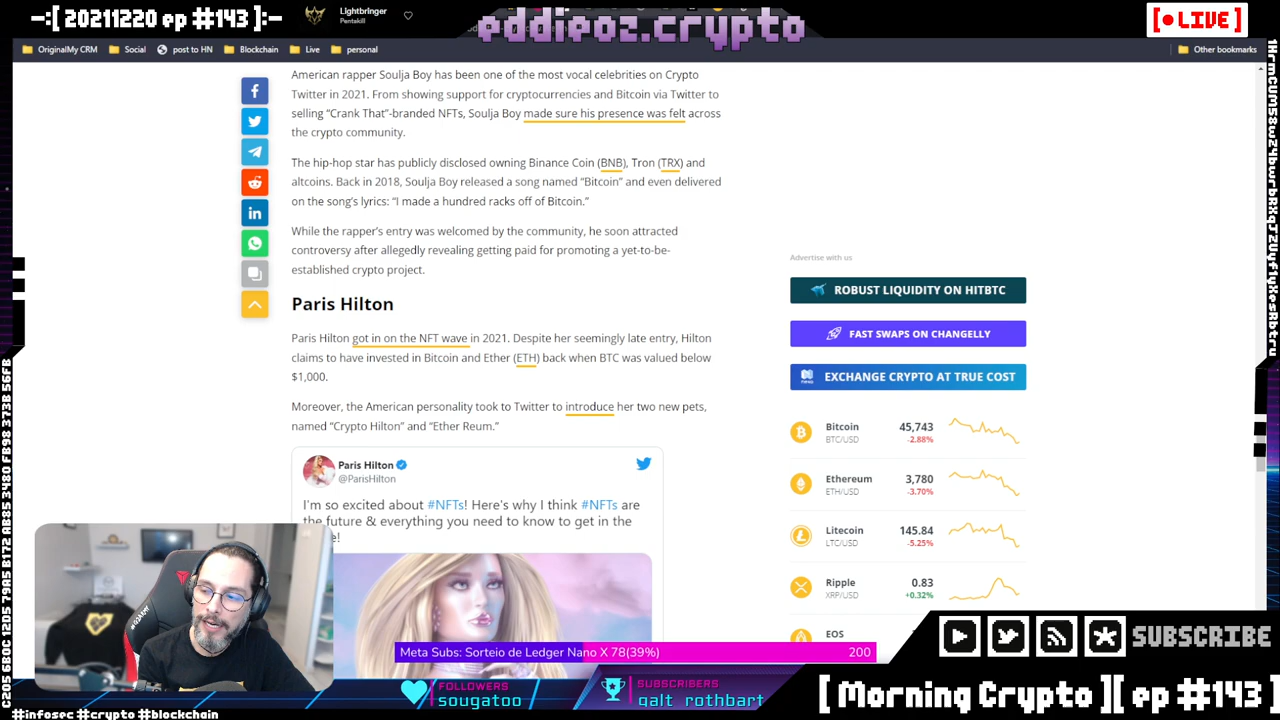 -:[ 20211220 ep #143 ]:-
Lightbringer
Pentskill
eddieoz.crypto
[●LIVE]
OriginalMy CRM
Social
post to HN
Blockchain
Live
personal
Other bookmarks
American rapper Soulja Boy has been one of the most vocal celebrities on Crypto
Twitter in 2021. From showing support for cryptocurrencies and Bitcoin via Twitter to
selling “Crank That”-branded NFTs, Soulja Boy made sure his presence was felt across
the crypto community.
The hip-hop star has publicly disclosed owning Binance Coin (BNB), Tron (TRX) and
altcoins. Back in 2018, Soulja Boy released a song named “Bitcoin” and even delivered
on the song’s lyrics: “I made a hundred racks off of Bitcoin.”
While the rapper’s entry was welcomed by the community, he soon attracted
controversy after allegedly revealing getting paid for promoting a yet-to-be-
established crypto project.
Paris Hilton
Paris Hilton got in on the NFT wave in 2021. Despite her seemingly late entry, Hilton
claims to have invested in Bitcoin and Ether (ETH) back when BTC was valued below
$1,000.
Moreover, the American personality took to Twitter to introduce her two new pets,
named “Crypto Hilton” and “Ether Reum.”
Paris Hilton
@ParisHilton
I'm so excited about #NFTs! Here's why I think #NFTs are
the future & everything you need to know to get in the
Advertise with us
ROBUST LIQUIDITY ON HITBTC
FAST SWAPS ON CHANGELLY
EXCHANGE CRYPTO AT TRUE COST
Bitcoin 45,743
BTC/USD -2.88%
Ethereum 3,780
ETH/USD -3.70%
Litecoin 145.84
LTC/USD -5.25%
Ripple 0.83
XRP/USD +0.32%
EOS
Meta Subs: Sorteio de Ledger Nano X 78(39%) 200
FOLLOWERS
sougatoo
SUBSCRIBERS
galt_rothbart
SUBSCRIBE
[ Morning Crypto ][ ep #143 ]
#infosec #crypto #blockchain